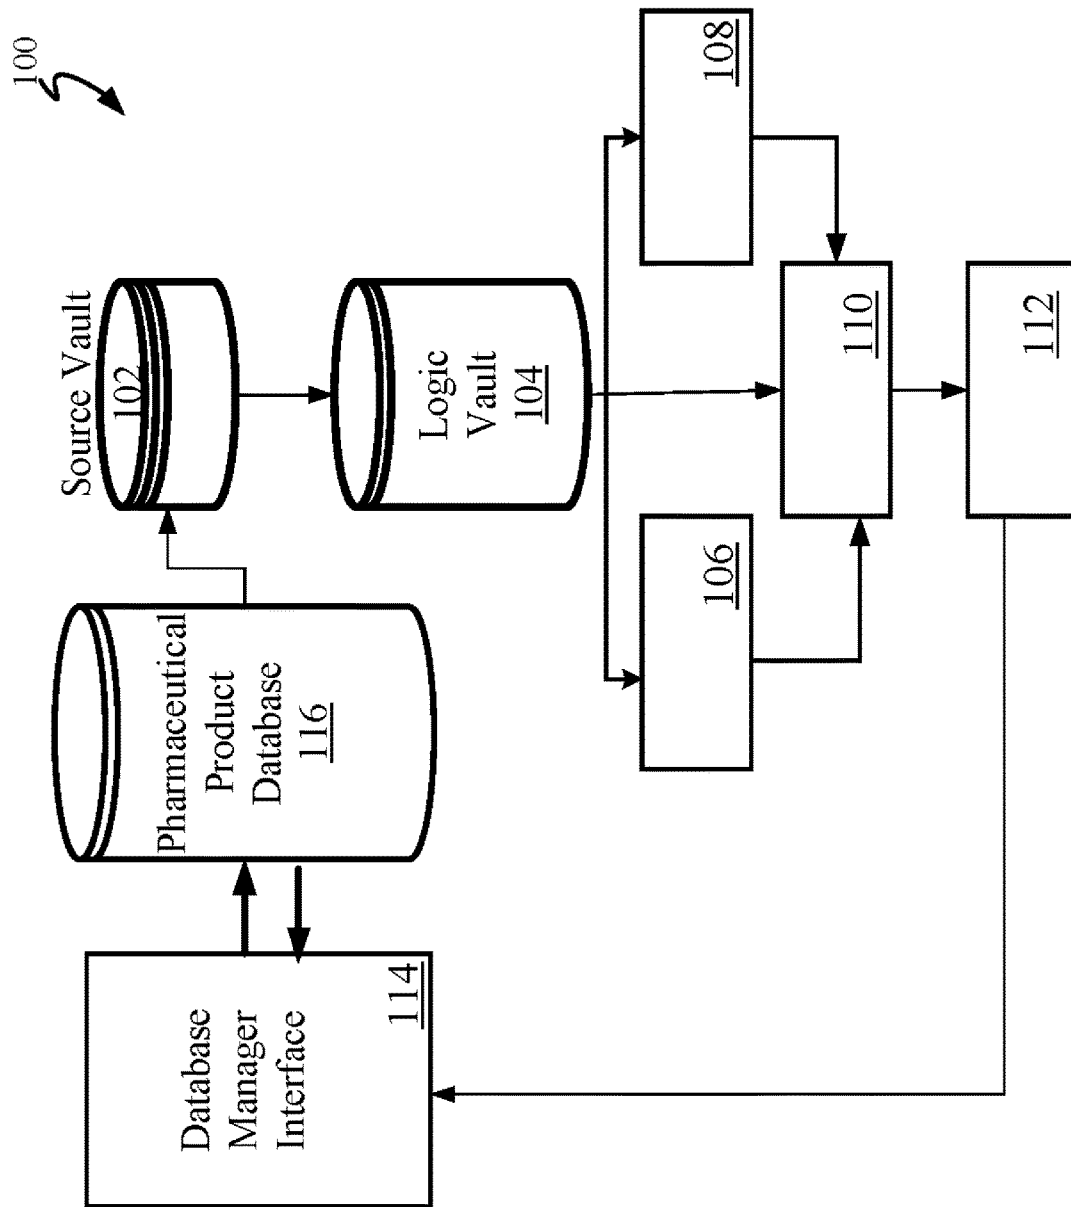 100
Source Vault
102
Logic
Vault
104
108
110
112
106
Pharmaceutical
Product
Database
116
Database
Manager
Interface
114